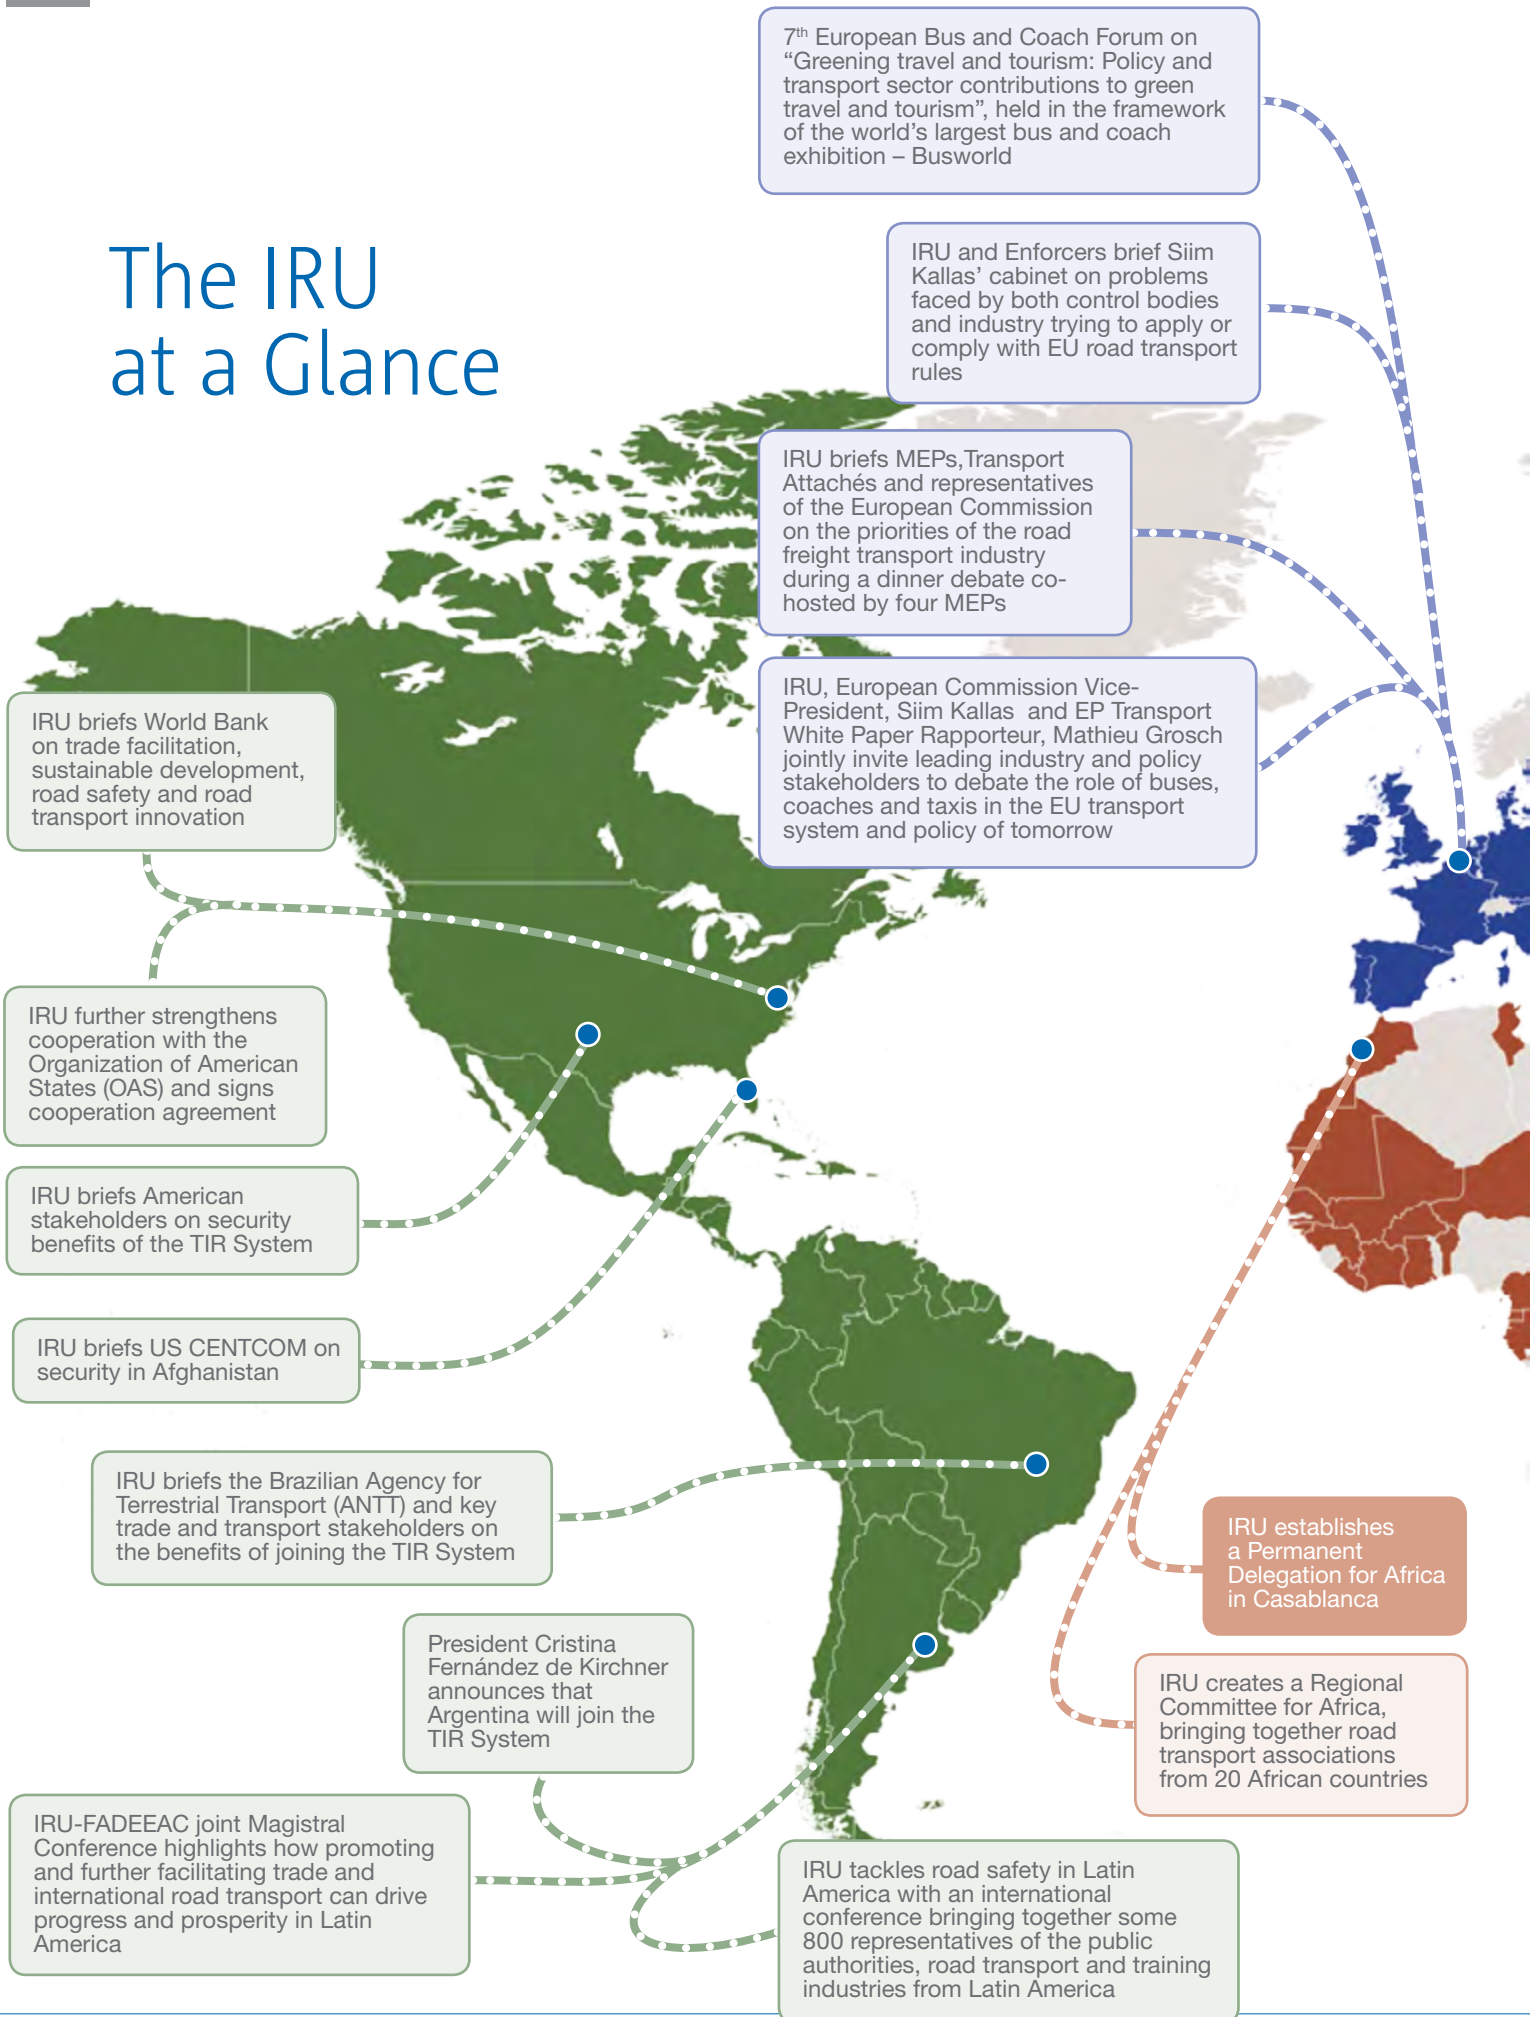 The IRU
at a Glance
7th European Bus and Coach Forum on
“Greening travel and tourism: Policy and
transport sector contributions to green
travel and tourism”, held in the framework
of the world’s largest bus and coach
exhibition – Busworld
IRU and Enforcers brief Siim
Kallas’ cabinet on problems
faced by both control bodies
and industry trying to apply or
comply with EU road transport
rules
IRU briefs MEPs,Transport
Attachés and representatives
of the European Commission
on the priorities of the road
freight transport industry
during a dinner debate co-
hosted by four MEPs
IRU, European Commission Vice-
President, Siim Kallas and EP Transport
White Paper Rapporteur, Mathieu Grosch
jointly invite leading industry and policy
stakeholders to debate the role of buses,
coaches and taxis in the EU transport
system and policy of tomorrow
IRU briefs World Bank
on trade facilitation,
sustainable development,
road safety and road
transport innovation
IRU further strengthens
cooperation with the
Organization of American
States (OAS) and signs
cooperation agreement
IRU briefs American
stakeholders on security
benefits of the TIR System
IRU briefs US CENTCOM on
security in Afghanistan
IRU briefs the Brazilian Agency for
Terrestrial Transport (ANTT) and key
trade and transport stakeholders on
the benefits of joining the TIR System
IRU establishes
a Permanent
Delegation for Africa
in Casablanca
President Cristina
Fernández de Kirchner
announces that
Argentina will join the
TIR System
IRU creates a Regional
Committee for Africa,
bringing together road
transport associations
from 20 African countries
IRU-FADEEAC joint Magistral
Conference highlights how promoting
and further facilitating trade and
international road transport can drive
progress and prosperity in Latin
America
IRU tackles road safety in Latin
America with an international
conference bringing together some
800 representatives of the public
authorities, road transport and training
industries from Latin America